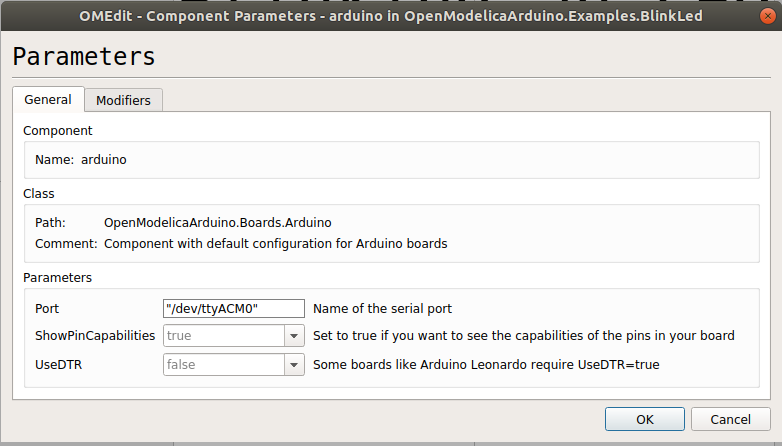 OMEdit - Component Parameters - arduino in OpenModelicaArduino.Examples.BlinkLed
Parameters
General Modifiers
Component
Name: arduino
Class
Path: OpenModelicaArduino.Boards.Arduino
Comment: Component with default configuration for Arduino boards
Parameters
Port "/dev/ttyACM0" Name of the serial port
ShowPinCapabilities true Set to true if you want to see the capabilities of the pins in your board
UseDTR false Some boards like Arduino Leonardo require UseDTR=true
OK Cancel